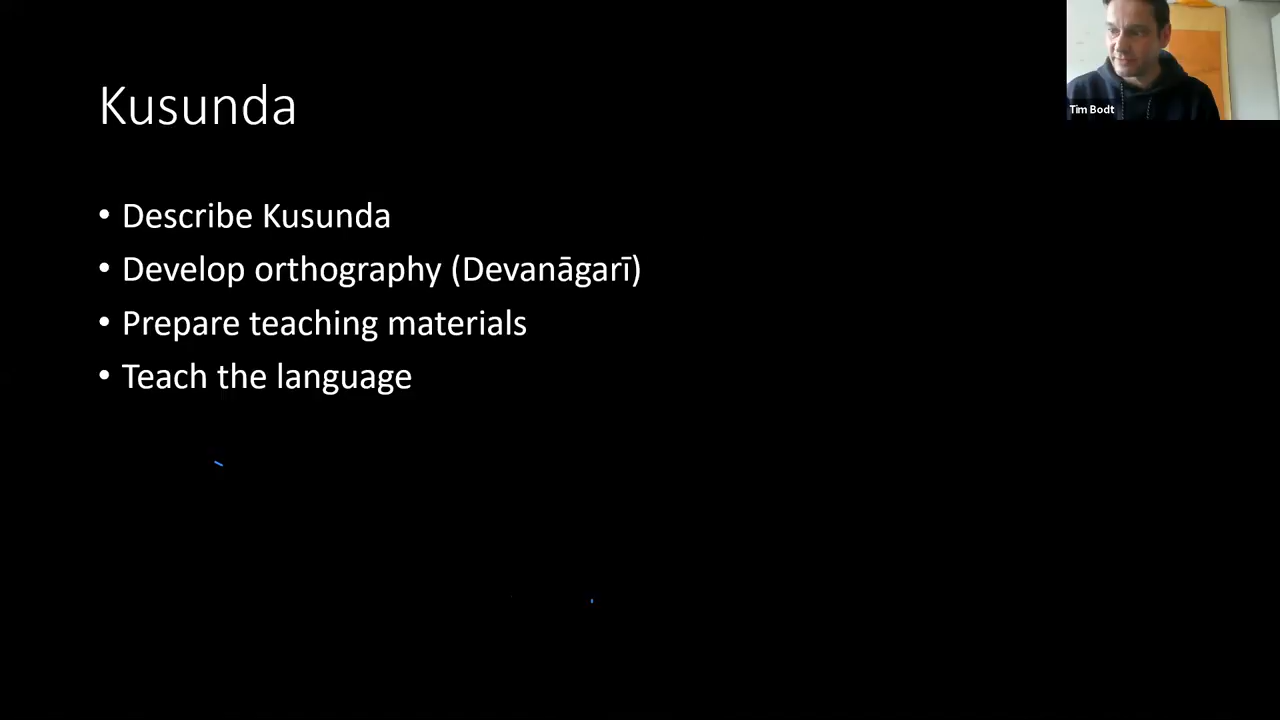 Kusunda
• Describe Kusunda
• Develop orthography (Devanāgarī)
• Prepare teaching materials
• Teach the language
Tim Bodt